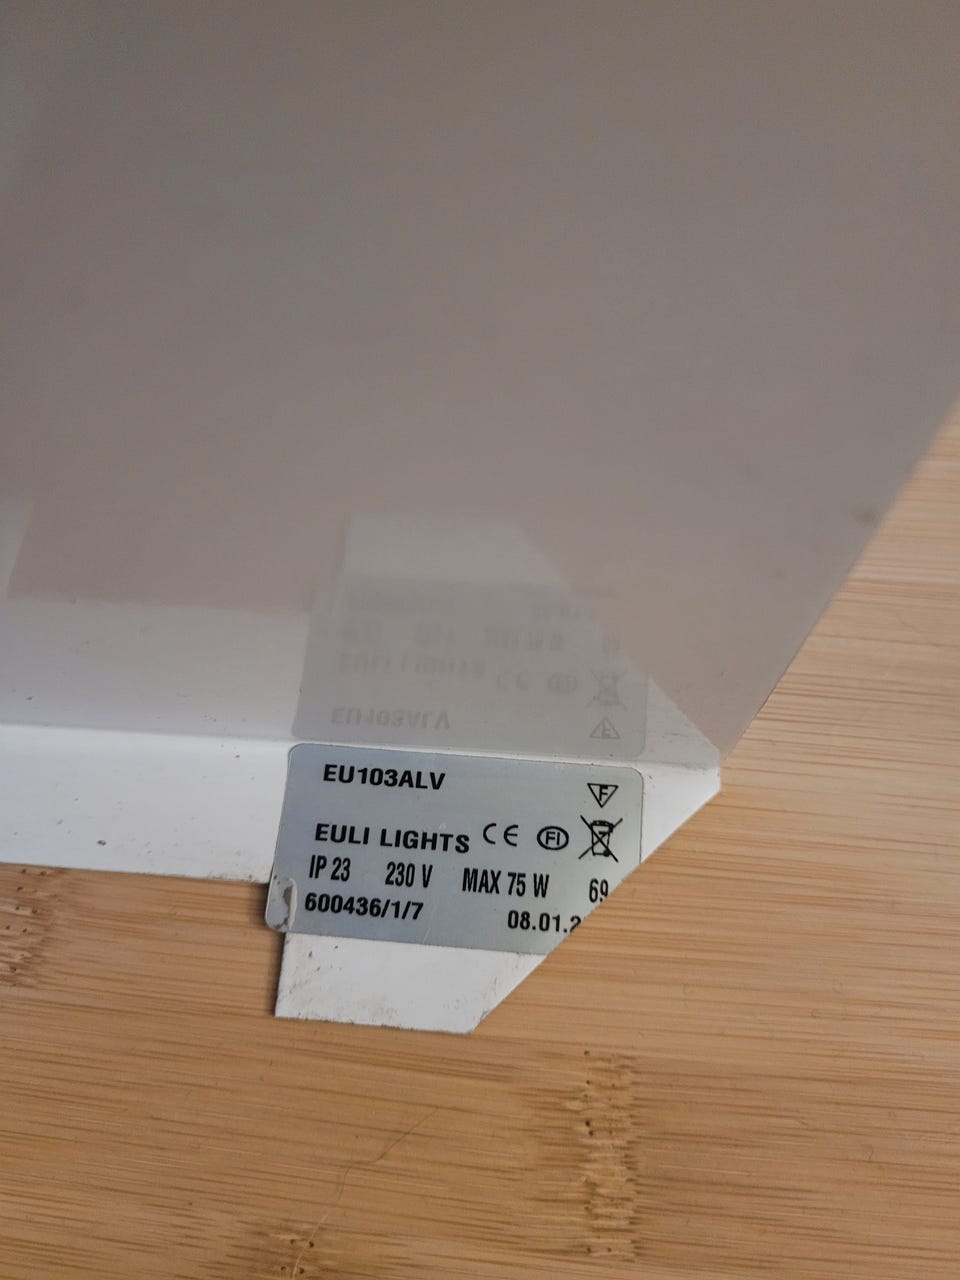 EU103ALV
F
EULI LIGHTS CE FI
IP 23 230 V MAX 75 W 69
600436/1/7 08.01.2